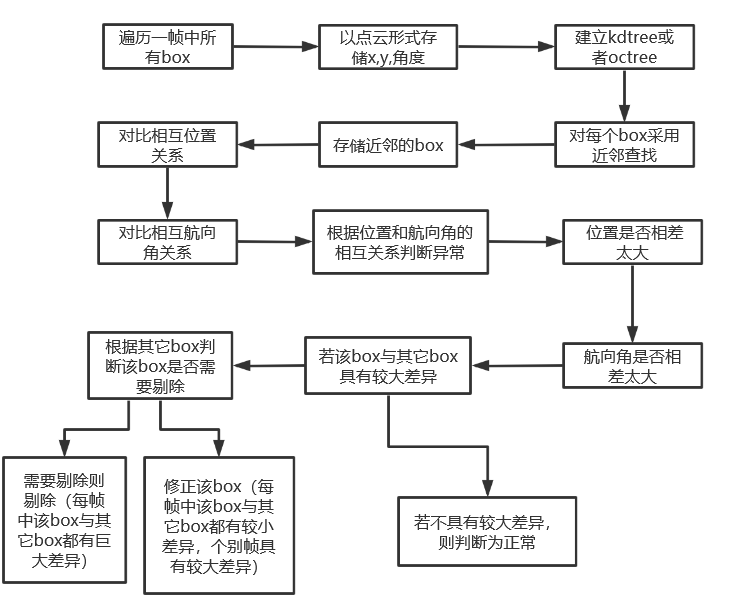 遍历一帧中所
有box
以点云形式存
储x,y,角度
建立kdtree或
者octree
对每个box采用
近邻查找
存储近邻的box
对比相互位置
关系
对比相互航向
角关系
根据位置和航向角的
相互关系判断异常
位置是否相差
太大
航向角是否相
差太大
若该box与其它box
具有较大差异
根据其它box判
断该box是否需
要剔除
需要剔除则
剔除（每帧
中该box与其
它box都有巨
大差异）
修正该box（每
帧中该box与其
它box都有较小
差异，个别帧具
有较大差异）
若不具有较大差异，
则判断为正常